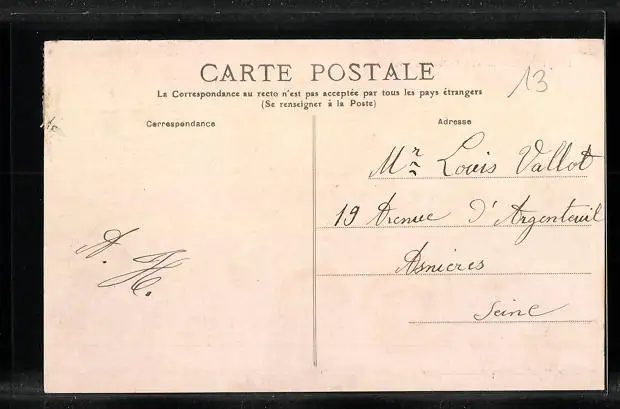 13
CARTE POSTALE
La Correspondance au recto n'est pas acceptée par tous les pays étrangers
(Se renseigner à la Poste)
Correspondance
Adresse
Mr Louis Vallot
19 Avenue d'Argenteuil
Asnieres
Seine
A. H.